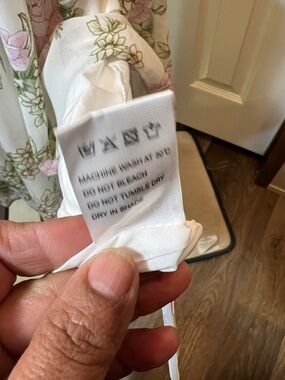 MACHINE WASH AT 30°C
DO NOT BLEACH
DO NOT TUMBLE DRY
DRY IN SHADE